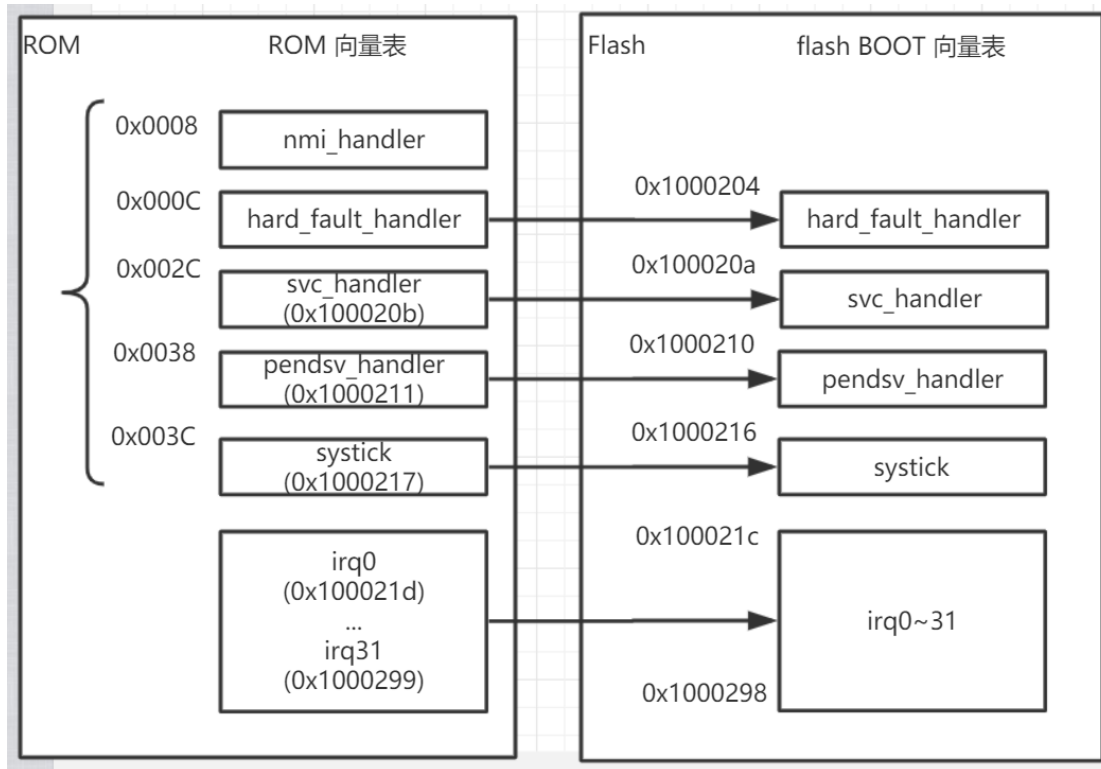 ROM
ROM 向量表
0x0008
nmi_handler
0x000C
hard_fault_handler
0x002C
svc_handler
(0x100020b)
0x0038
pendsv_handler
(0x1000211)
0x003C
systick
(0x1000217)
irq0
(0x100021d)
...
irq31
(0x1000299)
Flash
flash BOOT 向量表
0x1000204
hard_fault_handler
0x100020a
svc_handler
0x1000210
pendsv_handler
0x1000216
systick
0x100021c
irq0~31
0x1000298